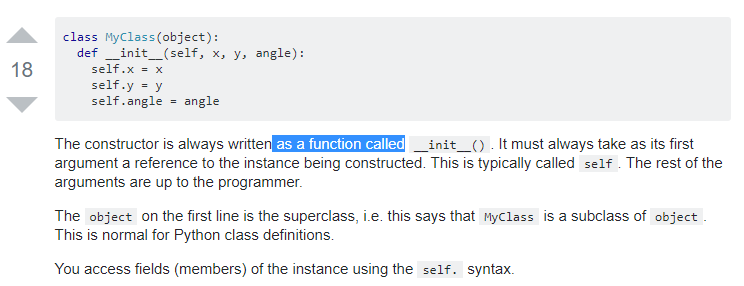 class MyClass(object):
def __init__(self, x, y, angle):
self.x = x
self.y = y
self.angle = angle
18
The constructor is always written as a function called __init__() . It must always take as its first
argument a reference to the instance being constructed. This is typically called self . The rest of the
arguments are up to the programmer.
The object on the first line is the superclass, i.e. this says that MyClass is a subclass of object .
This is normal for Python class definitions.
You access fields (members) of the instance using the self. syntax.